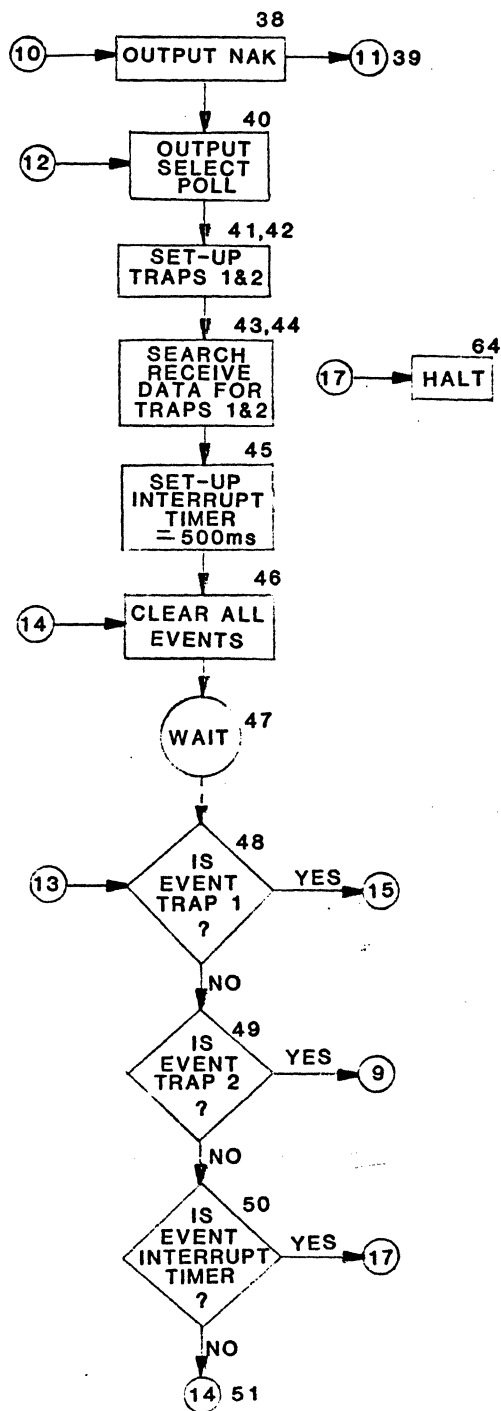 38
10 OUTPUT NAK 11 39
40
12 OUTPUT
SELECT
POLL
41,42
SET-UP
TRAPS 1&2
43,44
SEARCH
RECEIVE
DATA FOR
TRAPS 1&2
64
17 HALT
45
SET-UP
INTERRUPT
TIMER
= 500ms
46
14 CLEAR ALL
EVENTS
WAIT 47
48
13 IS
EVENT
TRAP 1
?
YES 15
NO
49
IS
EVENT
TRAP 2
?
YES 9
NO
50
IS
EVENT
INTERRUPT
TIMER
?
YES 17
NO
14 51